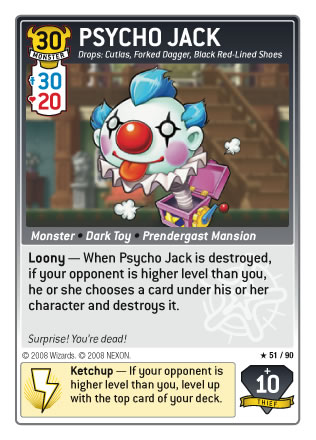 30
MONSTER
PSYCHO JACK
Drops: Cutlas, Forked Dagger, Black Red-Lined Shoes
30
20
Monster • Dark Toy • Prendergast Mansion
Loony — When Psycho Jack is destroyed,
if your opponent is higher level than you,
he or she chooses a card under his or her
character and destroys it.
Surprise! You're dead!
© 2008 Wizards. © 2008 NEXON.
★ 51 / 90
Ketchup — If your opponent is
higher level than you, level up
with the top card of your deck.
+
10
THIEF